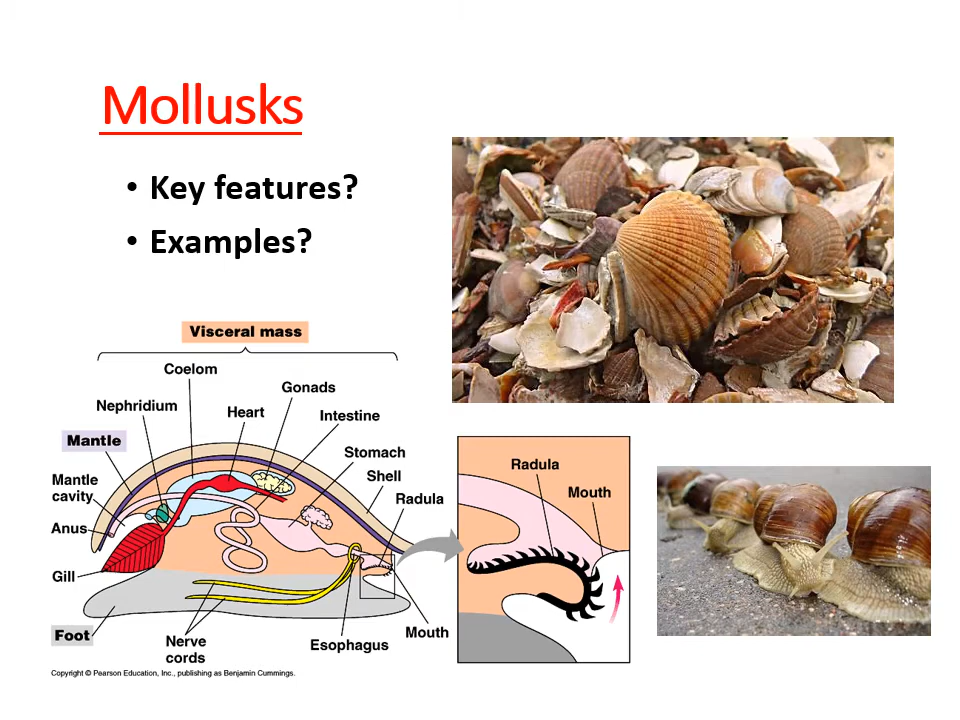 Mollusks
• Key features?
• Examples?
Visceral mass
Coelom
Gonads
Nephridium
Heart
Intestine
Mantle
Stomach
Mantle
cavity
Shell
Radula
Anus
Gill
Foot
Nerve
cords
Esophagus
Mouth
Radula
Mouth
Copyright © Pearson Education, Inc., publishing as Benjamin Cummings.